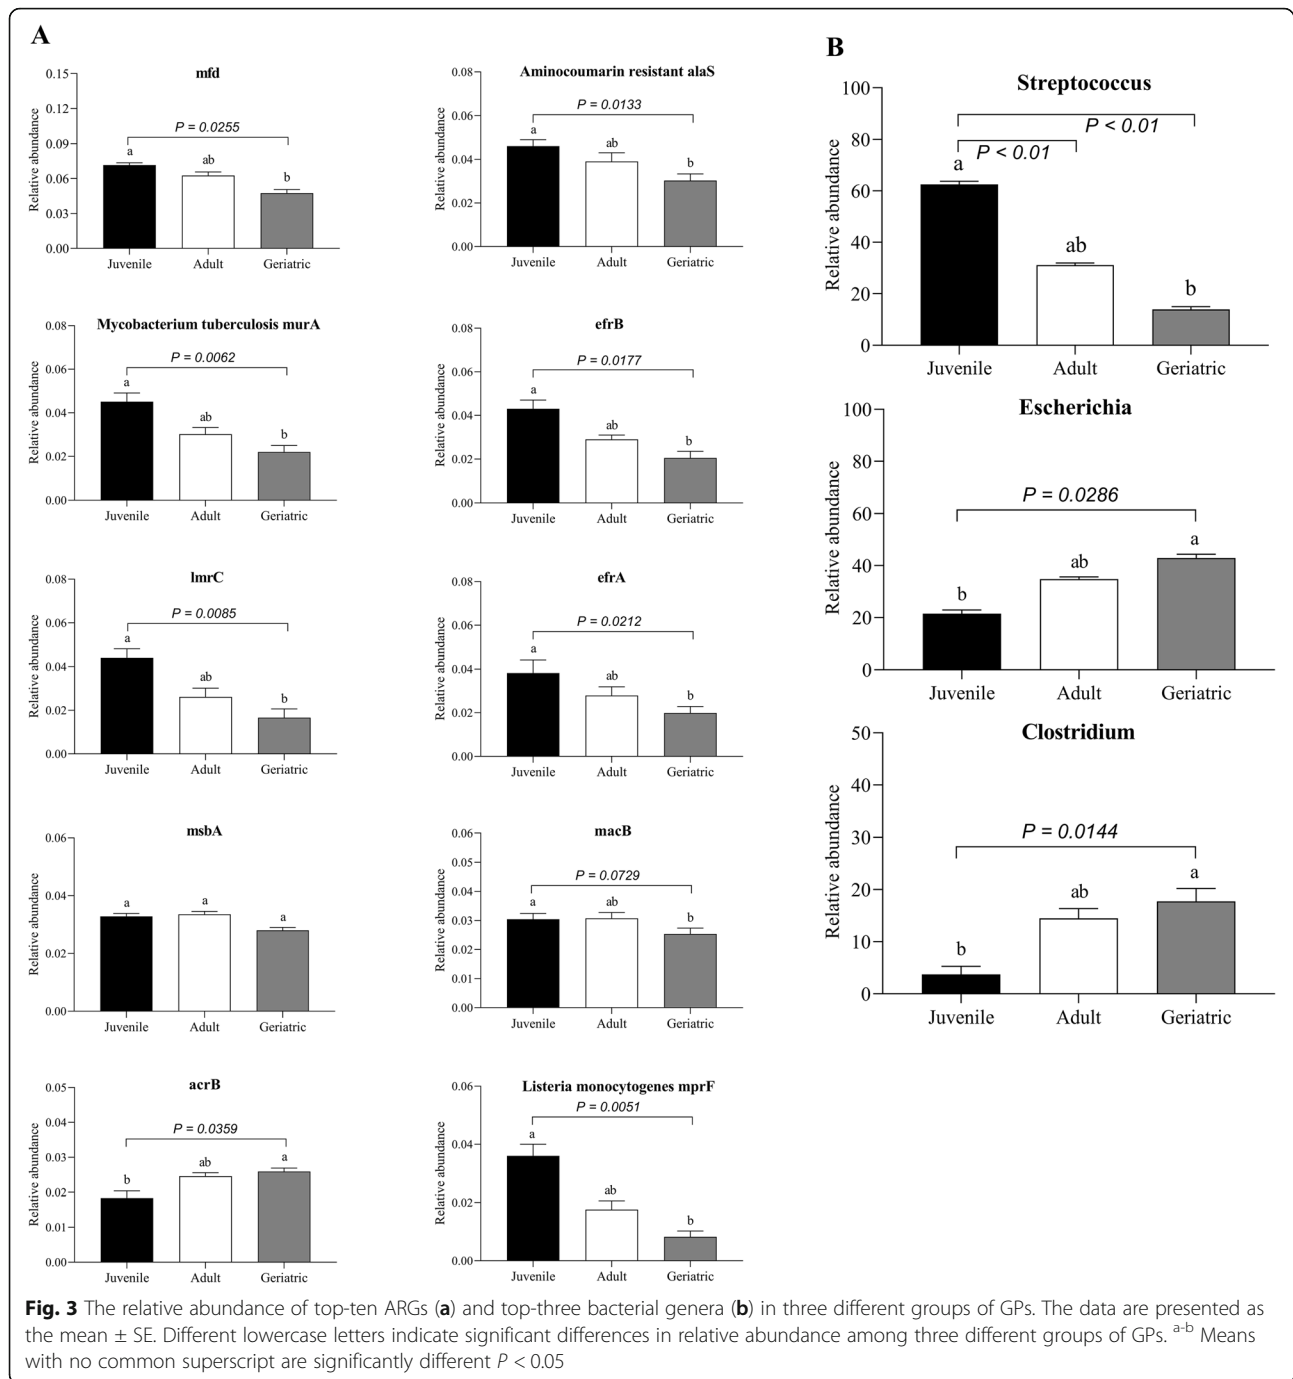 A
mfd
Relative abundance
0.15
0.12
0.09
0.06
0.03
0.00
P = 0.0255
a
ab
b
Juvenile
Adult
Geriatric
Aminocoumarin resistant alaS
Relative abundance
0.08
0.06
0.04
0.02
0.00
P = 0.0133
a
ab
b
Juvenile
Adult
Geriatric
Mycobacterium tuberculosis murA
Relative abundance
0.08
0.06
0.04
0.02
0.00
P = 0.0062
a
ab
b
Juvenile
Adult
Geriatric
efrB
Relative abundance
0.08
0.06
0.04
0.02
0.00
P = 0.0177
a
ab
b
Juvenile
Adult
Geriatric
lmrC
Relative abundance
0.08
0.06
0.04
0.02
0.00
P = 0.0085
a
ab
b
Juvenile
Adult
Geriatric
efrA
Relative abundance
0.08
0.06
0.04
0.02
0.00
P = 0.0212
a
ab
b
Juvenile
Adult
Geriatric
msbA
Relative abundance
0.06
0.04
0.02
0.00
a
a
a
Juvenile
Adult
Geriatric
macB
Relative abundance
0.06
0.05
0.04
0.03
0.02
0.01
0.00
P = 0.0729
a
ab
b
Juvenile
Adult
Geriatric
acrB
Relative abundance
0.05
0.04
0.03
0.02
0.01
0.00
P = 0.0359
b
ab
a
Juvenile
Adult
Geriatric
Listeria monocytogenes mprF
Relative abundance
0.06
0.04
0.02
0.00
P = 0.0051
a
ab
b
Juvenile
Adult
Geriatric
B
Streptococcus
Relative abundance
100
80
60
40
20
0
P < 0.01
P < 0.01
a
ab
b
Juvenile
Adult
Geriatric
Escherichia
Relative abundance
100
80
60
40
20
0
P = 0.0286
b
ab
a
Juvenile
Adult
Geriatric
Clostridium
Relative abundance
50
40
30
20
10
0
P = 0.0144
b
ab
a
Juvenile
Adult
Geriatric
Fig. 3 The relative abundance of top-ten ARGs (a) and top-three bacterial genera (b) in three different groups of GPs. The data are presented as
the mean ± SE. Different lowercase letters indicate significant differences in relative abundance among three different groups of GPs. a-b Means
with no common superscript are significantly different P < 0.05